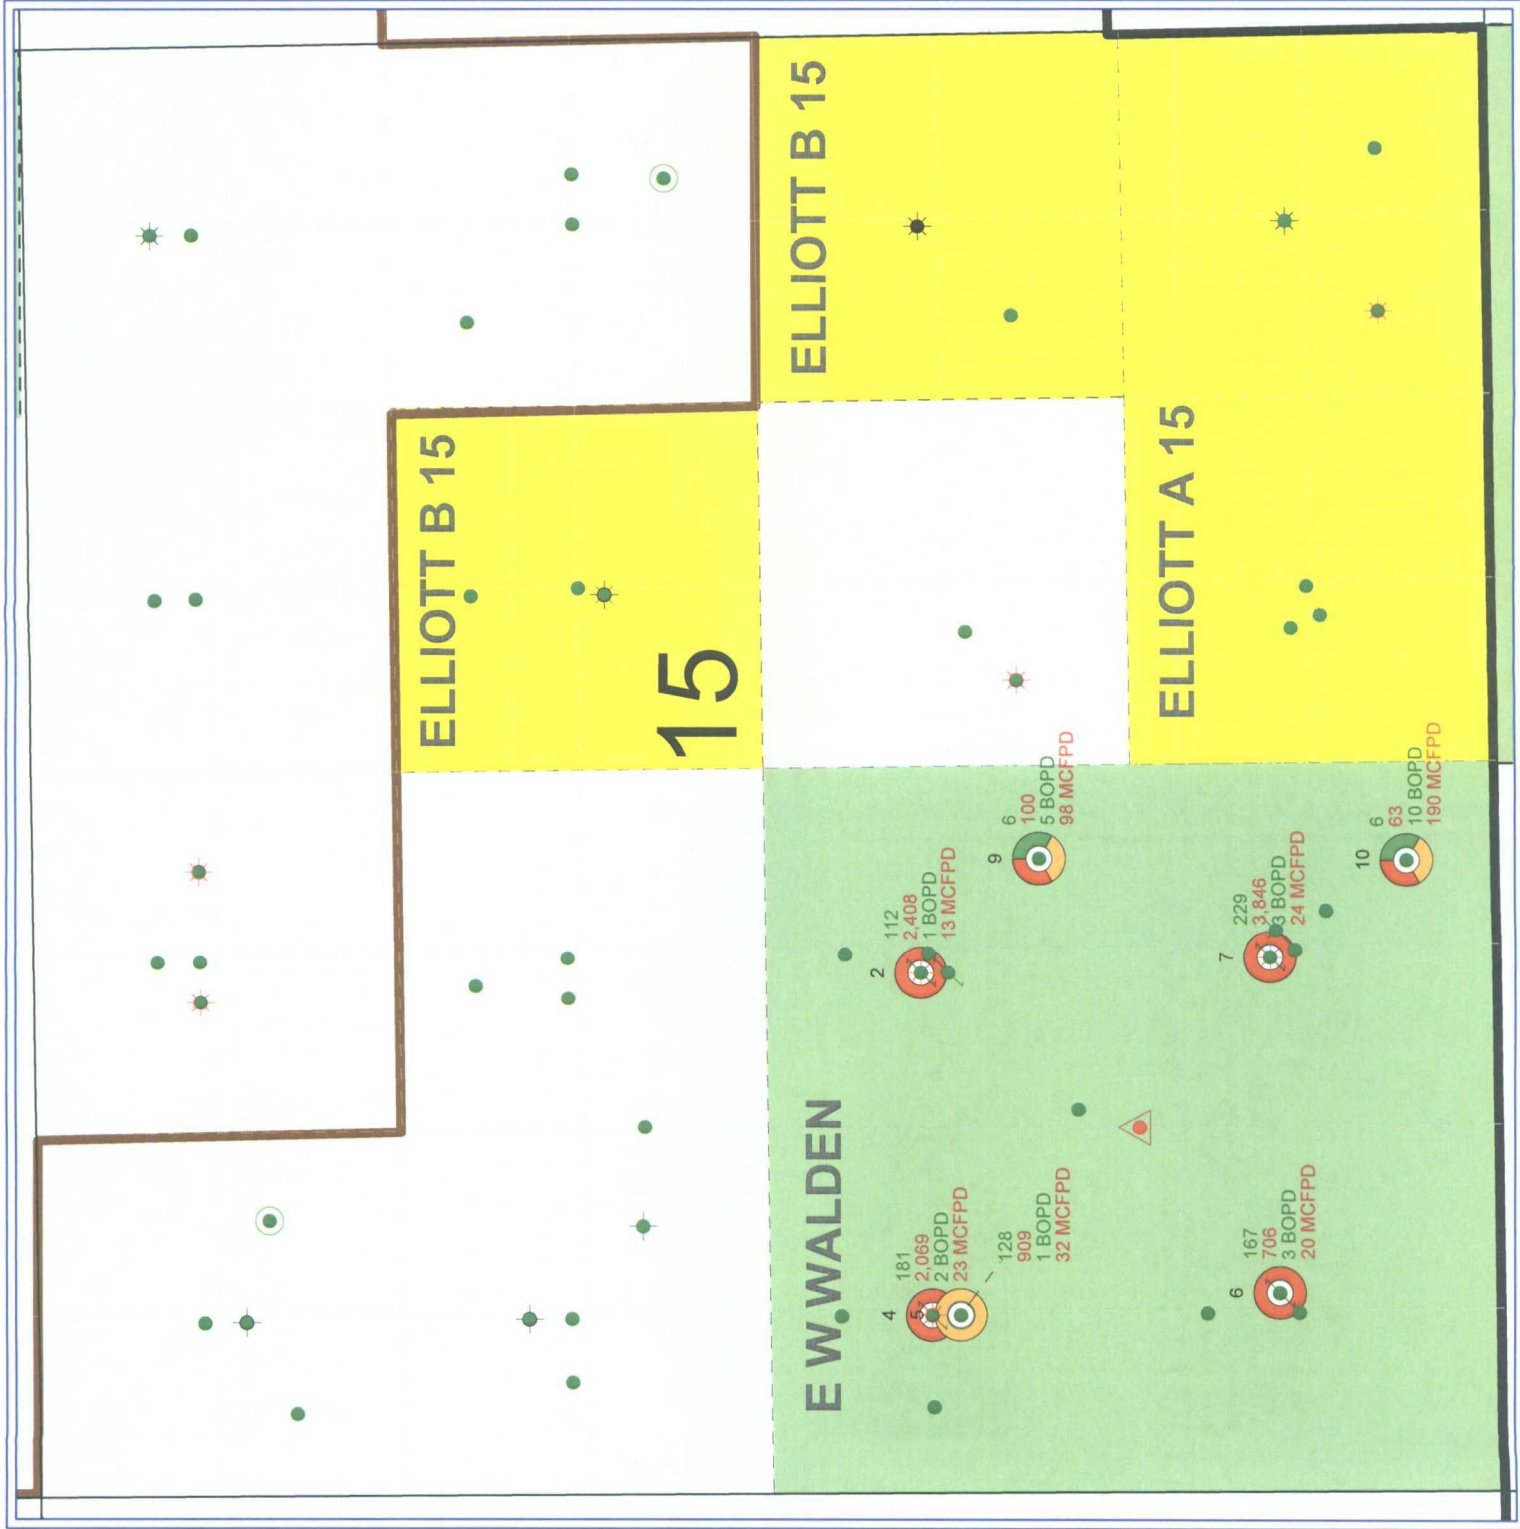 ELLIOTT B 15
ELLIOTT B 15
ELLIOTT A 15
15
E W WALDEN
2
112
2,408
1 BOPD
13 MCFPD
9
6
100
5 BOPD
98 MCFPD
4
181
2,069
2 BOPD
23 MCFPD
5
128
909
1 BOPD
32 MCFPD
7
229
3,846
3 BOPD
24 MCFPD
10
6
63
10 BOPD
190 MCFPD
6
167
706
3 BOPD
20 MCFPD